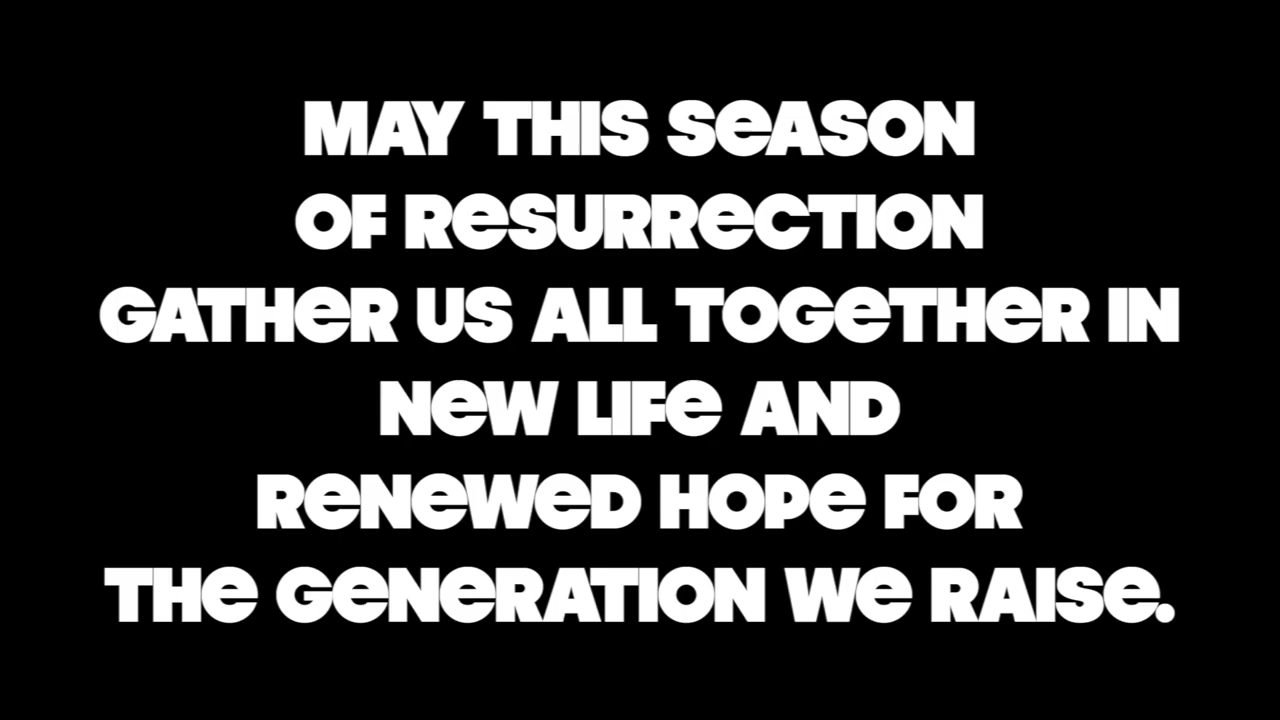 MAY THIS SeASON
OF ReSURReCTION
GATHeR US ALL TOGeTHeR IN
NeW LIFe AND
ReNeWeD HOPe FOR
THe GeNeRATION We RAISe.